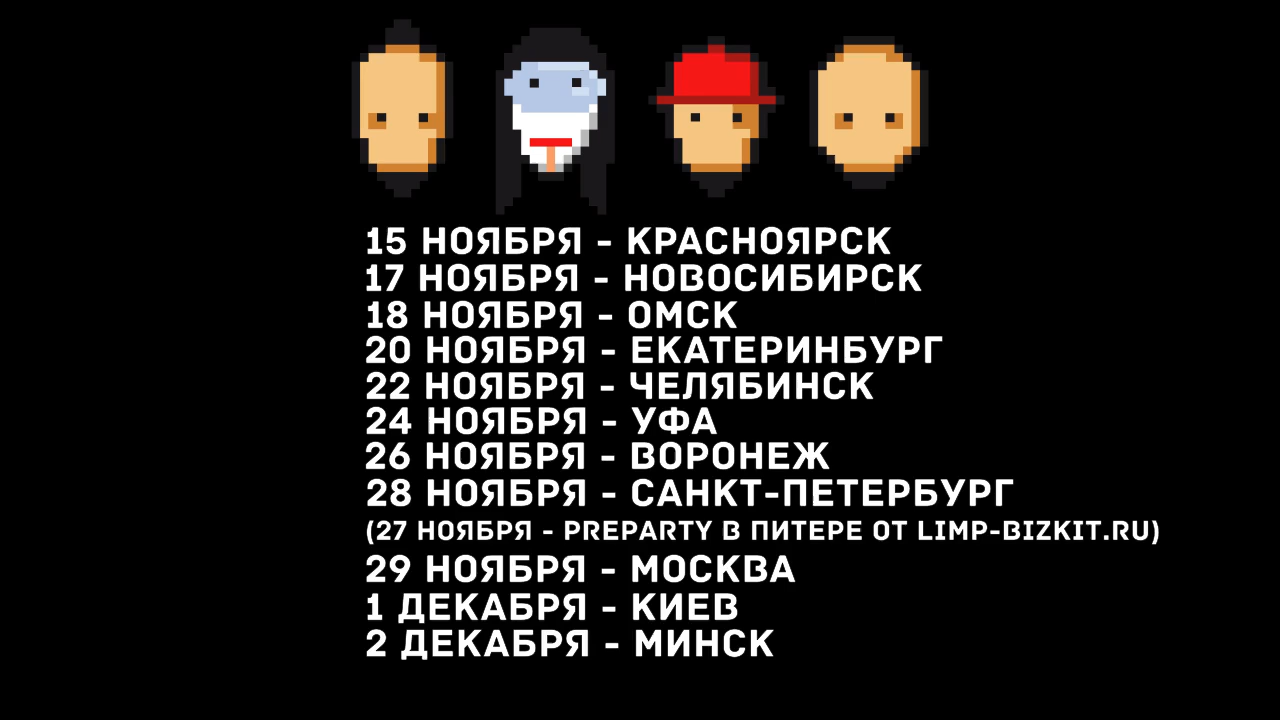 15 НОЯБРЯ - КРАСНОЯРСК
17 НОЯБРЯ - НОВОСИБИРСК
18 НОЯБРЯ - ОМСК
20 НОЯБРЯ - ЕКАТЕРИНБУРГ
22 НОЯБРЯ - ЧЕЛЯБИНСК
24 НОЯБРЯ - УФА
26 НОЯБРЯ - ВОРОНЕЖ
28 НОЯБРЯ - САНКТ-ПЕТЕРБУРГ
(27 НОЯБРЯ - PREPARTY В ПИТЕРЕ ОТ LIMP-BIZKIT.RU)
29 НОЯБРЯ - МОСКВА
1 ДЕКАБРЯ - КИЕВ
2 ДЕКАБРЯ - МИНСК